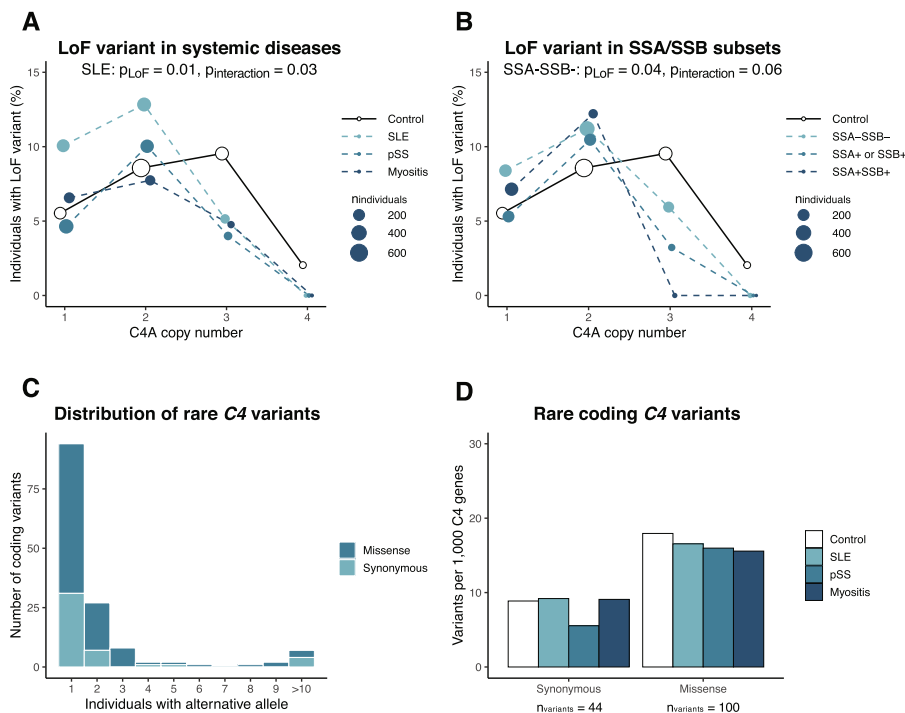 A
LoF variant in systemic diseases
SLE: pLoF = 0.01, pinteraction = 0.03
Individuals with LoF variant (%)
15
10
5
0
1 2 3 4
C4A copy number
Control
SLE
pSS
Myositis
nindividuals
200
400
600
B
LoF variant in SSA/SSB subsets
SSA-SSB-: pLoF = 0.04, pinteraction = 0.06
Individuals with LoF variant (%)
15
10
5
0
1 2 3 4
C4A copy number
Control
SSA−SSB−
SSA+ or SSB+
SSA+SSB+
nindividuals
200
400
600
C
Distribution of rare C4 variants
Number of coding variants
75
50
25
0
1 2 3 4 5 6 7 8 9 >10
Individuals with alternative allele
Missense
Synonymous
D
Rare coding C4 variants
Variants per 1,000 C4 genes
30
20
10
0
Synonymous Missense
nvariants = 44 nvariants = 100
Control
SLE
pSS
Myositis